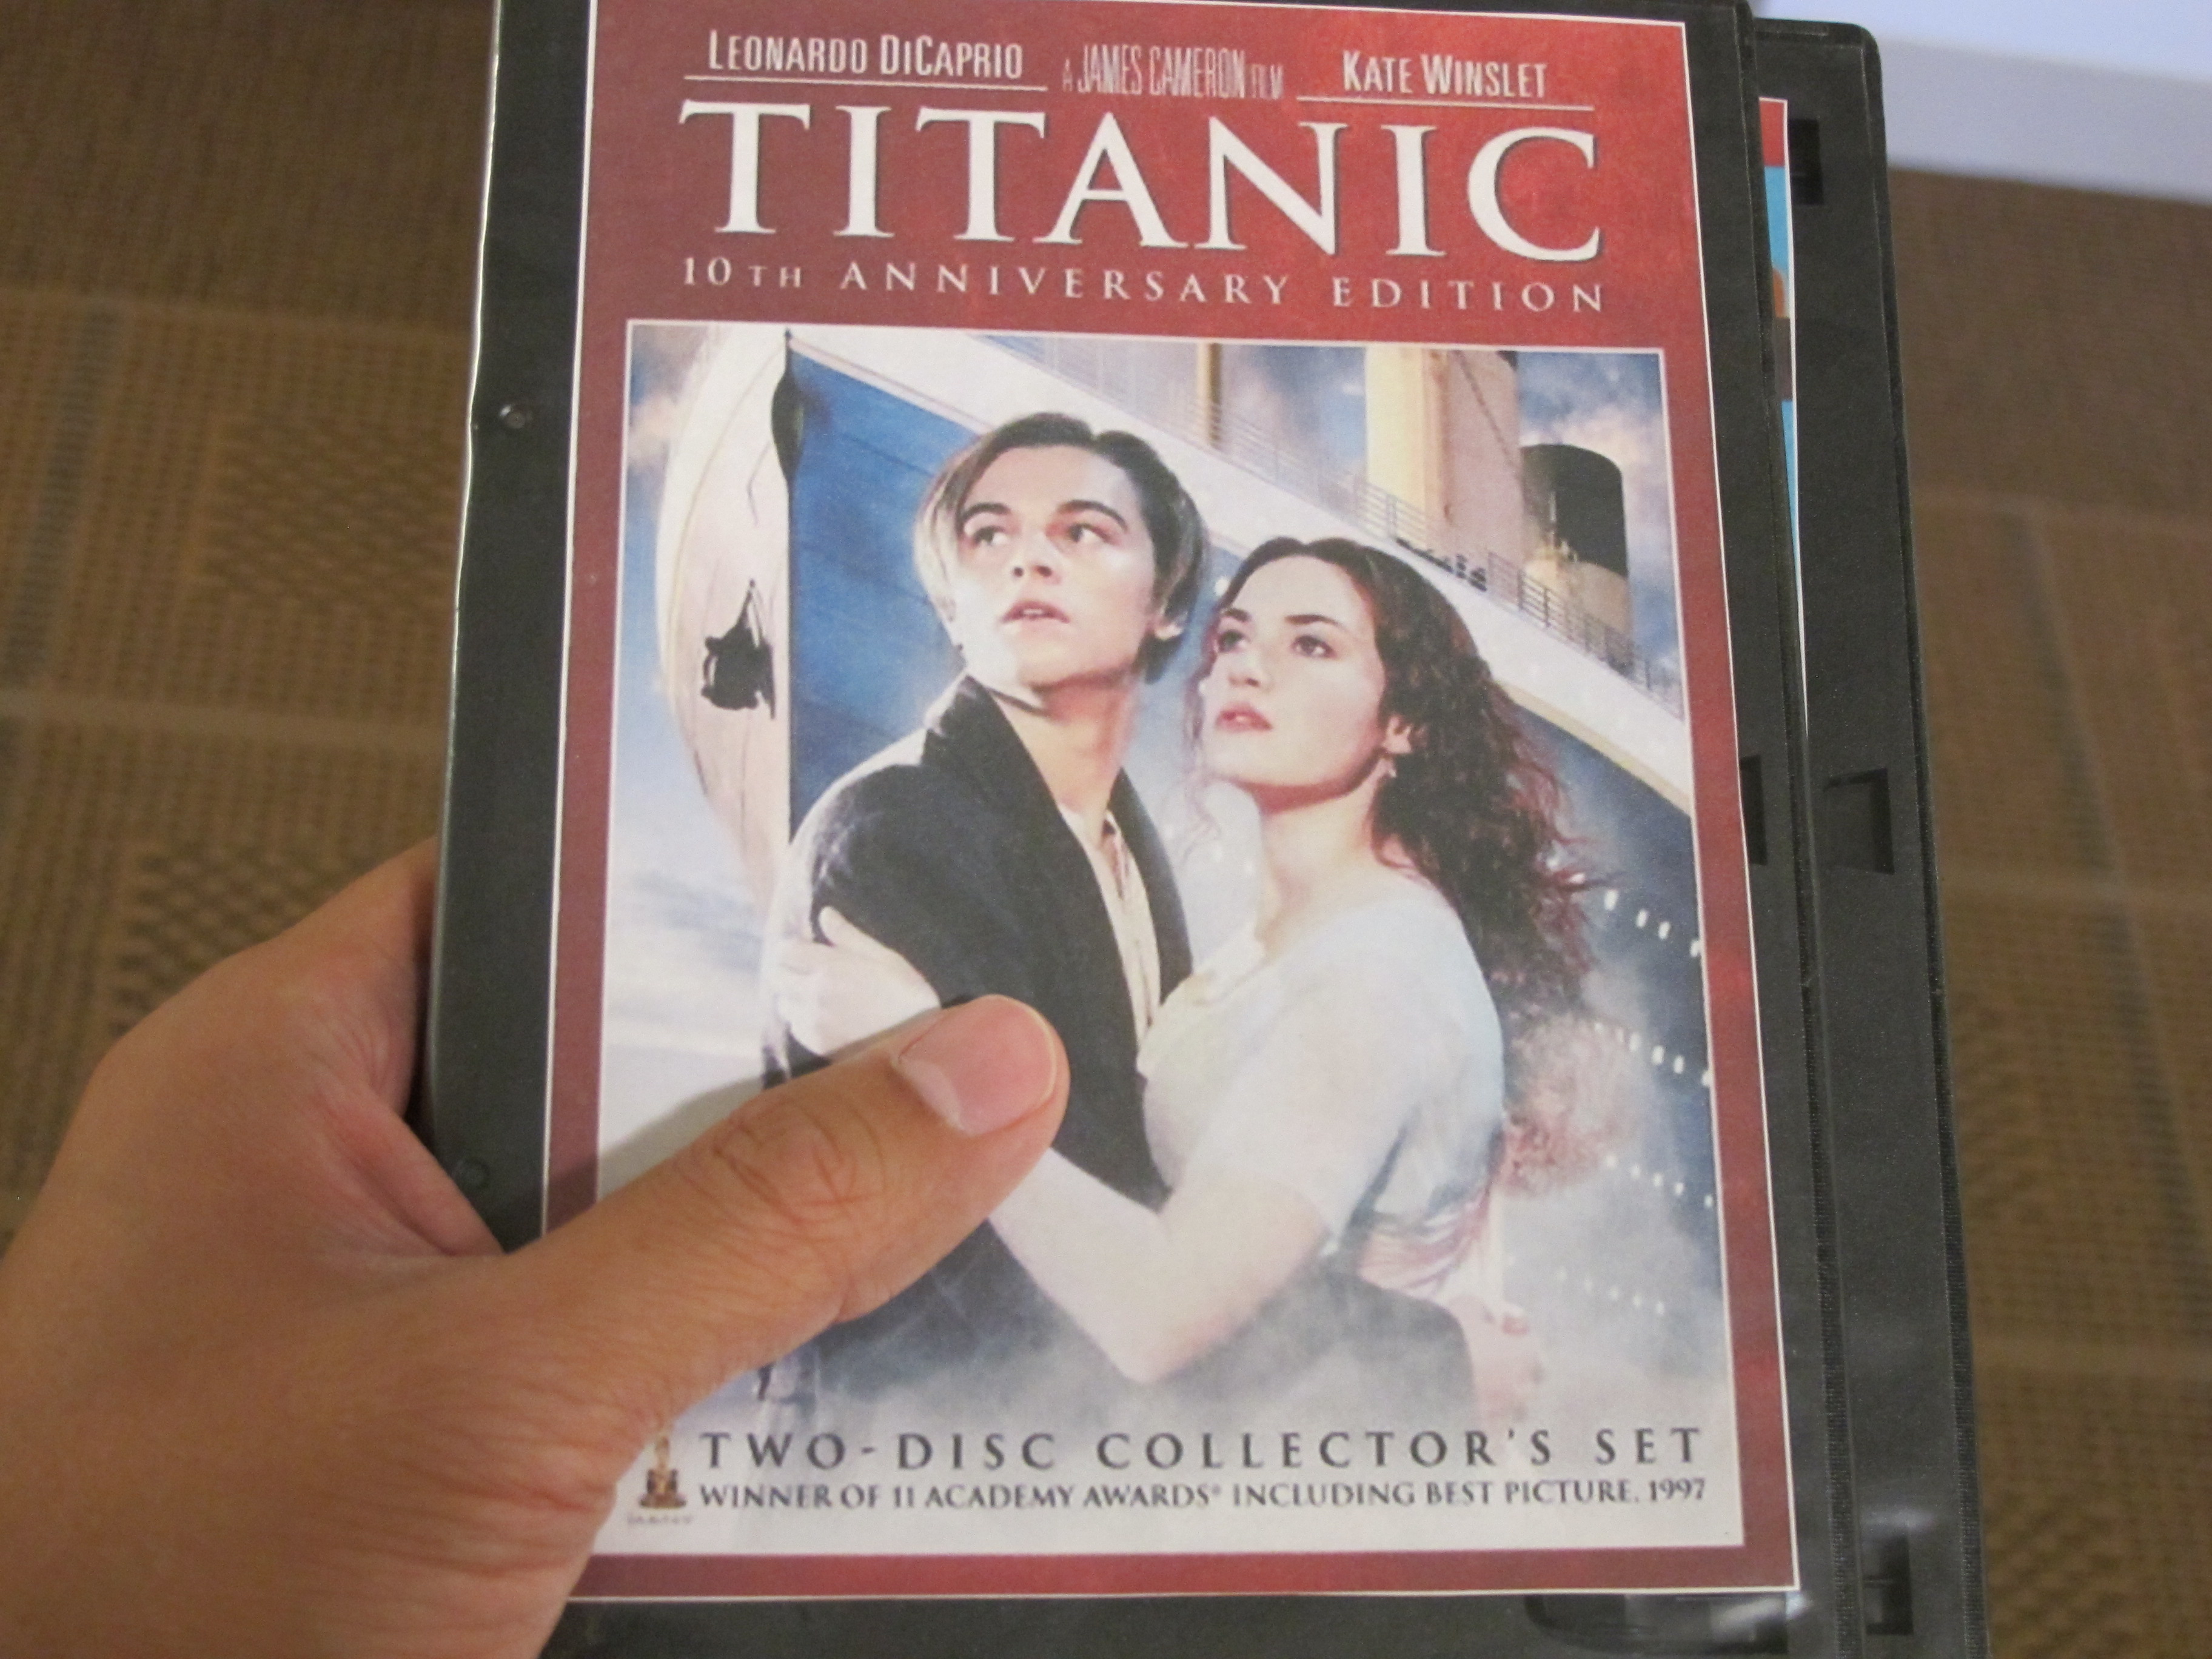 LEONARDO DICAPRIO A JAMES CAMERON FILM KATE WINSLET
TITANIC
10TH ANNIVERSARY EDITION
TWO-DISC COLLECTOR'S SET
WINNER OF 11 ACADEMY AWARDS® INCLUDING BEST PICTURE, 1997